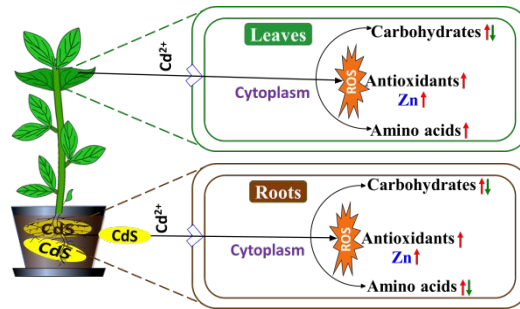 Leaves
Cd2+
Carbohydrates ↑↓
ROS
Antioxidants ↑
Cytoplasm
Zn ↑
Amino acids ↑
Roots
Cd2+
Carbohydrates ↑↓
CdS
CdS
CdS
ROS
Antioxidants ↑
Cytoplasm
Zn ↑
Amino acids ↑↓